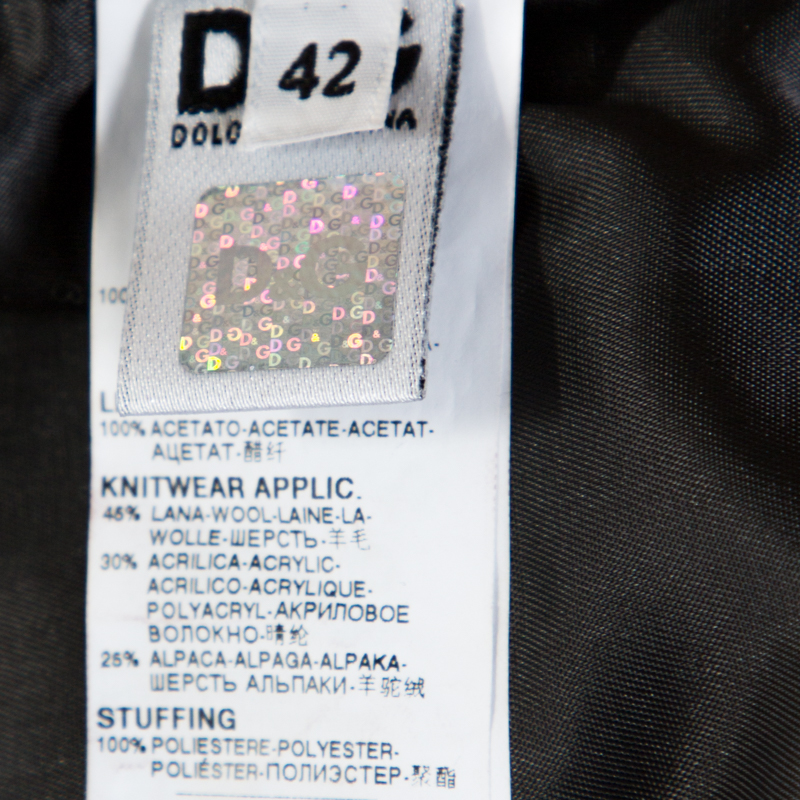 D G
42
DOLC NA
D G
100
L
100% ACETATO-ACETATE-ACETAT-
АЦЕТАТ-醋纤
KNITWEAR APPLIC.
45% LANA-WOOL-LAINE-LA-
WOLLE-ШЕРСТЬ-羊毛
30% ACRILICA-ACRYLIC-
ACRILICO-ACRYLIQUE-
POLYACRYL-АКРИЛОВОЕ
ВОЛОКНО-晴纶
25% ALPACA-ALPAGA-ALPAKA-
ШЕРСТЬ АЛЬПАКИ-羊驼绒
STUFFING
100% POLIESTERE-POLYESTER-
POLIÉSTER-ПОЛИЭСТЕР-聚酯